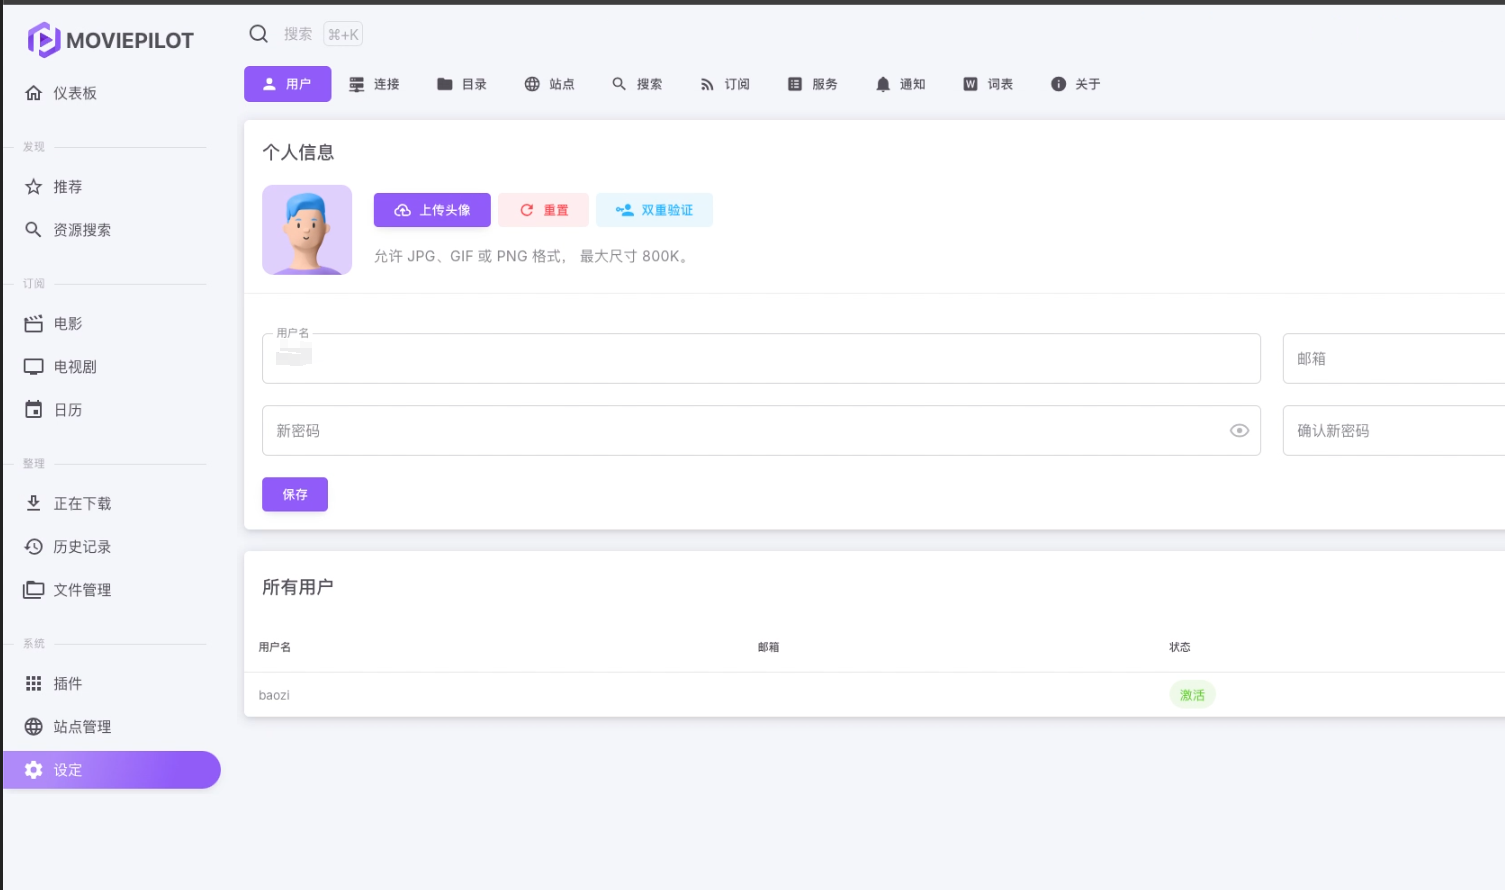 MOVIEPILOT
搜索 ⌘+K
用户 连接 目录 站点 搜索 订阅 服务 通知 词表 关于
仪表板
发现
推荐
资源搜索
订阅
电影
电视剧
日历
整理
正在下载
历史记录
文件管理
系统
插件
站点管理
设定
个人信息
上传头像 重置 双重验证
允许 JPG、GIF 或 PNG 格式， 最大尺寸 800K。
用户名
邮箱
新密码
确认新密码
保存
所有用户
用户名 邮箱 状态
baozi 激活